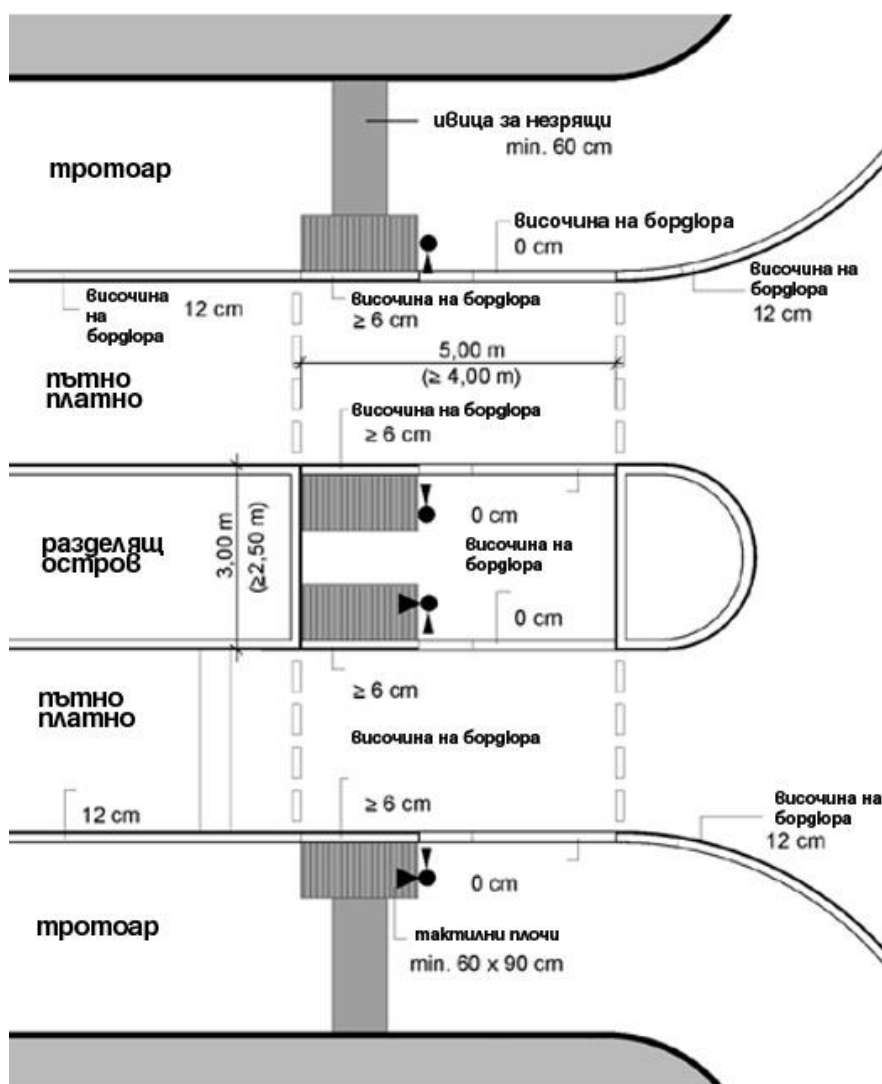 ивица за незрящи
min. 60 cm
тротоар
височина на бордюра
0 cm
височина на
бордюра
12 cm
височина
на
бордюра
12 cm
височина на бордюра
≥ 6 cm
5,00 m
(≥ 4,00 m)
пътно
платно
височина на бордюра
≥ 6 cm
разделящ
остров
3,00 m
(≥2,50 m)
0 cm
височина на
бордюра
0 cm
≥ 6 cm
пътно
платно
височина на бордюра
12 cm
≥ 6 cm
височина на
бордюра
12 cm
0 cm
тротоар
тактилни плочи
min. 60 x 90 cm